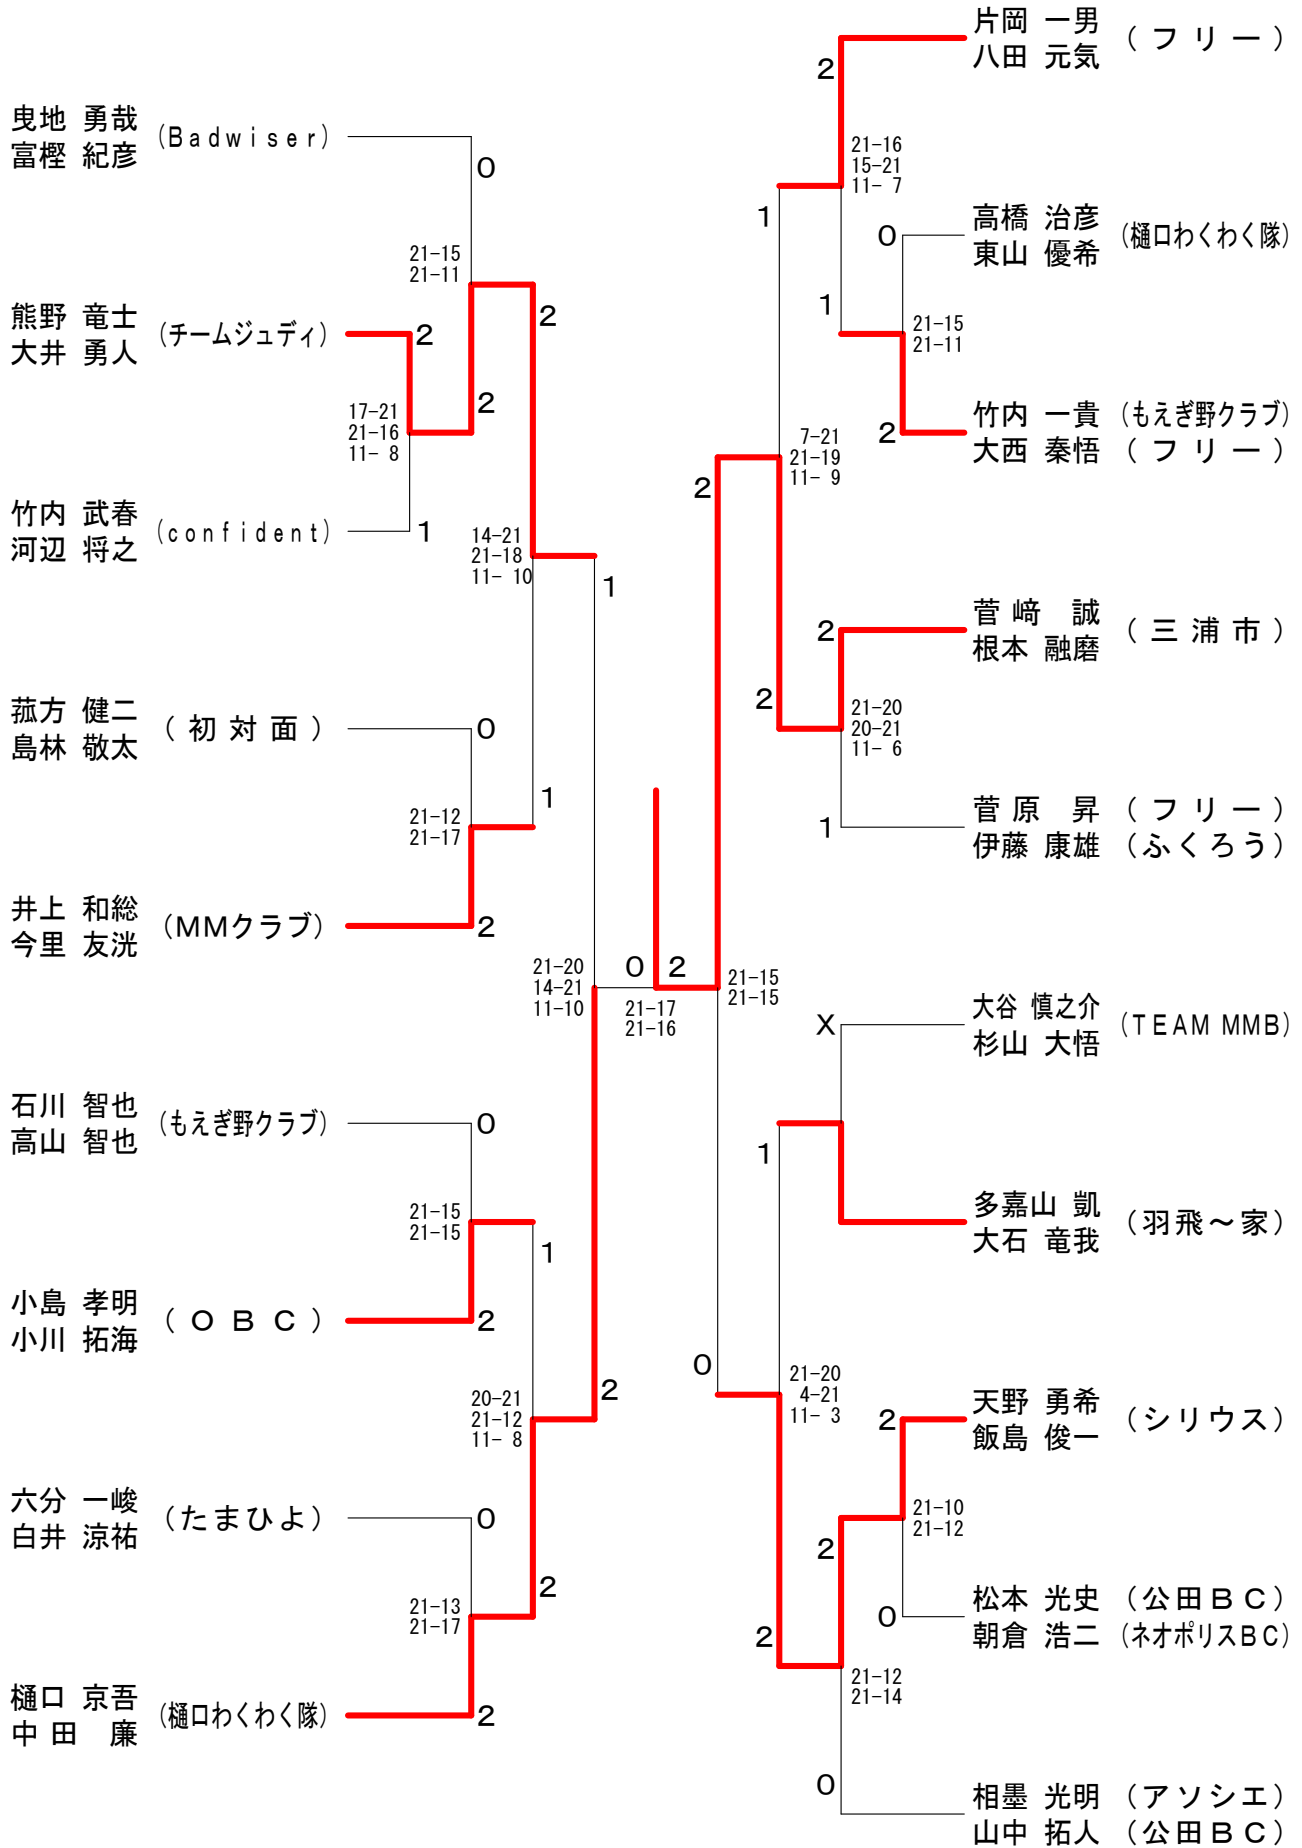 曳地 勇哉
富樫 紀彦
(Badwiser)
0
21-15
21-11
熊野 竜士
大井 勇人
(チームジュディ)
2
2
2
17-21
21-16
11- 8
竹内 武春
河辺 将之
(confident)
1
14-21
21-18
11- 10
1
菰方 健二
島林 敬太
(初対面)
0
1
21-12
21-17
井上 和総
今里 友洸
(MMクラブ)
2
21-20
14-21
11-10
0
2
21-17
21-16
石川 智也
高山 智也
(もえぎ野クラブ)
0
21-15
21-15
1
小島 孝明
小川 拓海
(OBC)
2
2
20-21
21-12
11- 8
六分 一峻
白井 涼祐
(たまひよ)
0
2
21-13
21-17
樋口 京吾
中田 廉
(樋口わくわく隊)
2
片岡 一男
八田 元気
(フリー)
2
21-16
15-21
11- 7
1
高橋 治彦
東山 優希
(樋口わくわく隊)
0
1
21-15
21-11
竹内 一貴 (もえぎ野クラブ)
大西 秦悟 (フリー)
2
7-21
21-19
11- 9
2
菅﨑 誠
根本 融磨
(三浦市)
2
2
21-20
20-21
11- 6
菅原 昇 (フリー)
伊藤 康雄 (ふくろう)
1
21-15
21-15
大谷 慎之介
杉山 大悟
(TEAM MMB)
X
1
多嘉山 凱
大石 竜我
(羽飛~家)
0
21-20
4-21
11- 3
天野 勇希
飯島 俊一
(シリウス)
2
21-10
21-12
2
松本 光史 (公田BC)
朝倉 浩二 (ネオポリスBC)
0
2
21-12
21-14
相墨 光明 (アソシエ)
山中 拓人 (公田BC)
0